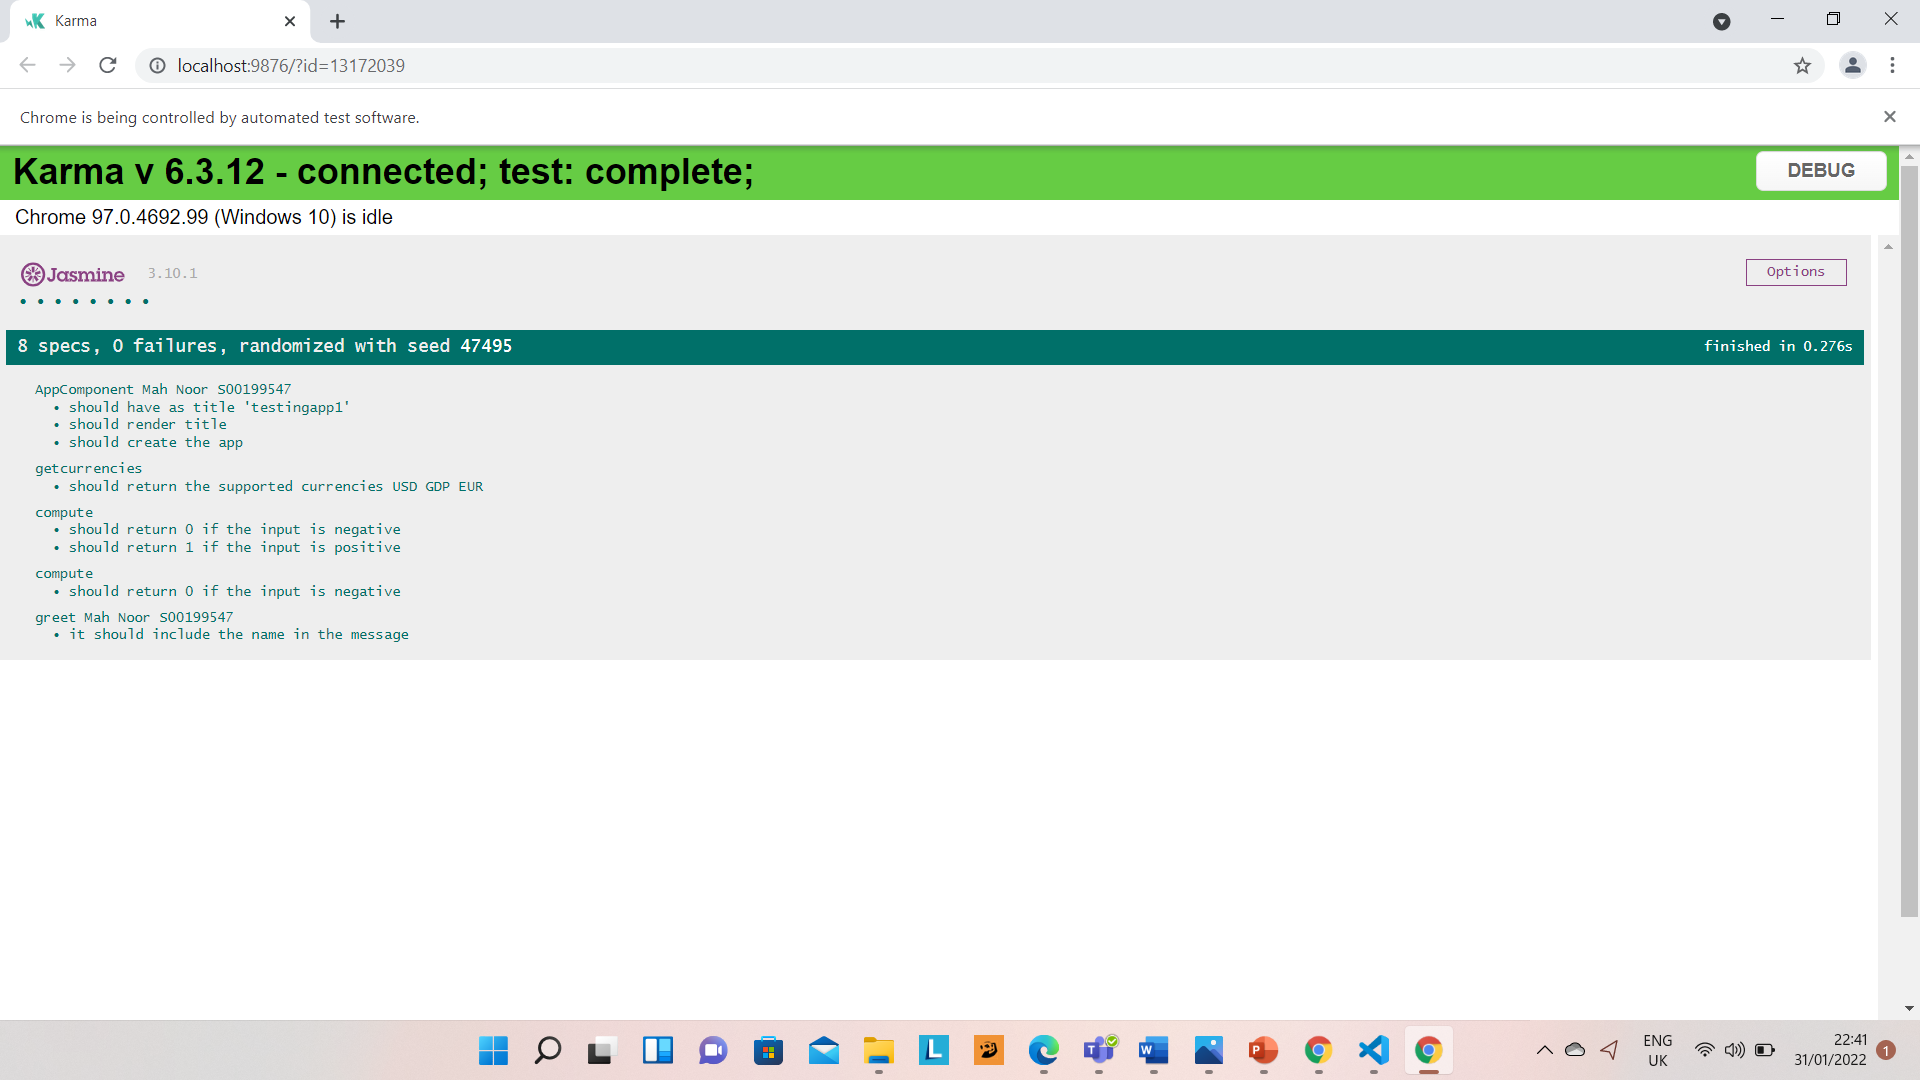 Karma
localhost:9876/?id=13172039
Chrome is being controlled by automated test software.
Karma v 6.3.12 - connected; test: complete;
DEBUG
Chrome 97.0.4692.99 (Windows 10) is idle
Jasmine 3.10.1
Options
8 specs, 0 failures, randomized with seed 47495
finished in 0.276s
AppComponent Mah Noor S00199547
• should have as title 'testingapp1'
• should render title
• should create the app
getcurrencies
• should return the supported currencies USD GDP EUR
compute
• should return 0 if the input is negative
• should return 1 if the input is positive
compute
• should return 0 if the input is negative
greet Mah Noor S00199547
• it should include the name in the message
ENG
UK
22:41
31/01/2022
1